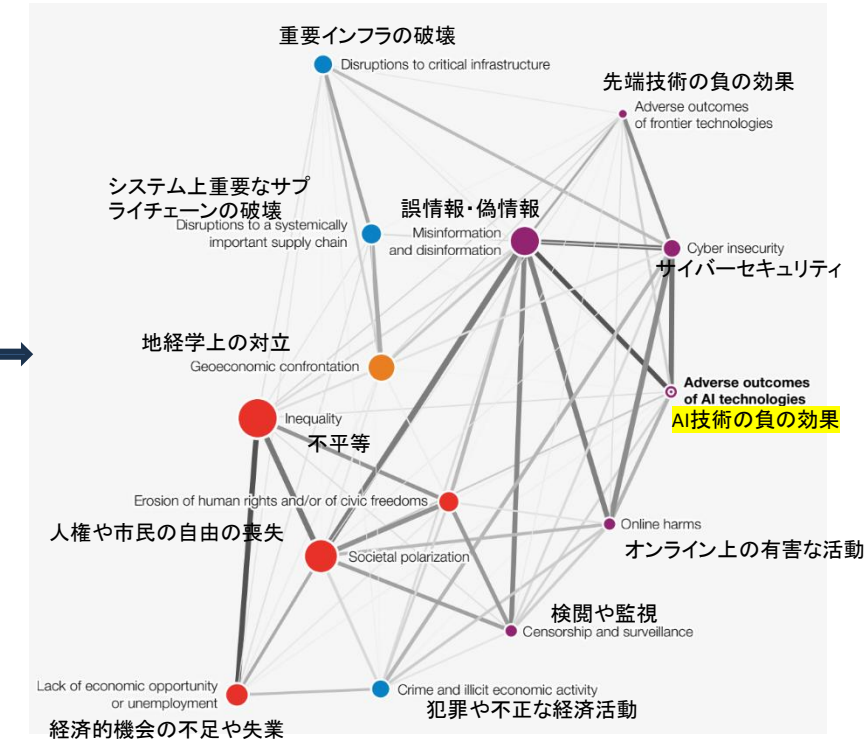 重要インフラの破壊
Disruptions to critical infrastructure
先端技術の負の効果
Adverse outcomes
of frontier technologies
システム上重要なサプ
ライチェーンの破壊
Disruptions to a systemically
important supply chain
誤情報・偽情報
Misinformation
and disinformation
Cyber insecurity
サイバーセキュリティ
地経学上の対立
Geoeconomic confrontation
Adverse outcomes
of AI technologies
AI技術の負の効果
Inequality
不平等
Erosion of human rights and/or of civic freedoms
人権や市民の自由の喪失
Online harms
オンライン上の有害な活動
Societal polarization
検閲や監視
Censorship and surveillance
Lack of economic opportunity
or unemployment
経済的機会の不足や失業
Crime and illicit economic activity
犯罪や不正な経済活動